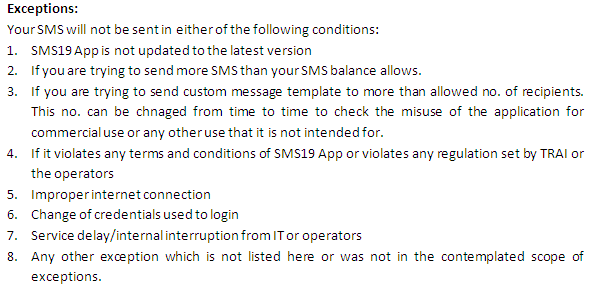 Exceptions:
Your SMS will not be sent in either of the following conditions:
1. SMS19 App is not updated to the latest version
2. If you are trying to send more SMS than your SMS balance allows.
3. If you are trying to send custom message template to more than allowed no. of recipients.
This no. can be chnaged from time to time to check the misuse of the application for
commercial use or any other use that it is not intended for.
4. If it violates any terms and conditions of SMS19 App or violates any regulation set by TRAI or
the operators
5. Improper internet connection
6. Change of credentials used to login
7. Service delay/internal interruption from IT or operators
8. Any other exception which is not listed here or was not in the contemplated scope of
exceptions.